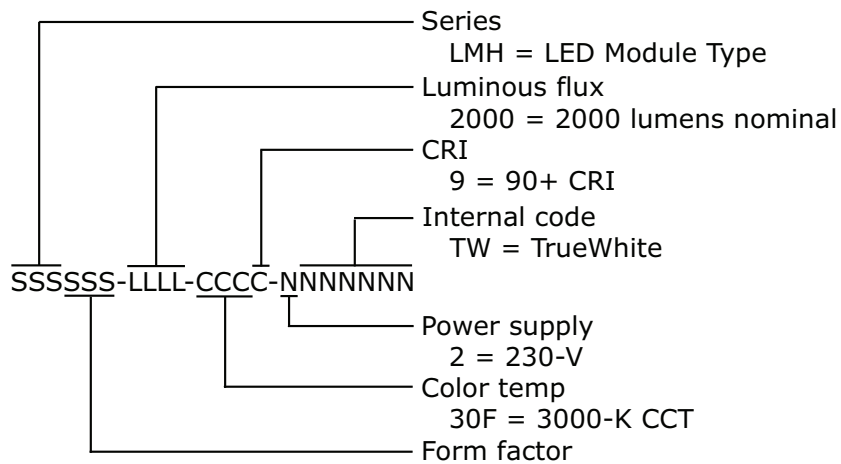 Series
LMH = LED Module Type
Luminous flux
2000 = 2000 lumens nominal
CRI
9 = 90+ CRI
Internal code
TW = TrueWhite
SSSSSS-LLLL-CCCC-NNNNNNN
Power supply
2 = 230-V
Color temp
30F = 3000-K CCT
Form factor